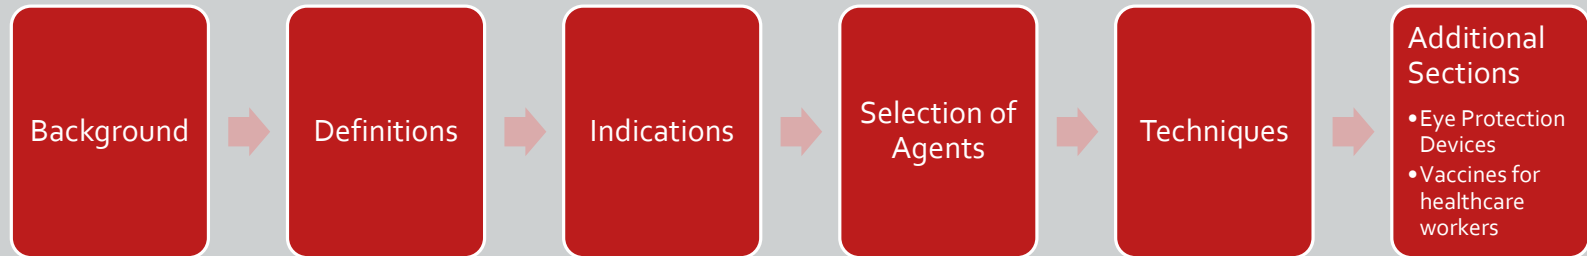 Background
Definitions
Indications
Selection of
Agents
Techniques
Additional
Sections
•Eye Protection
Devices
•Vaccines for
healthcare
workers